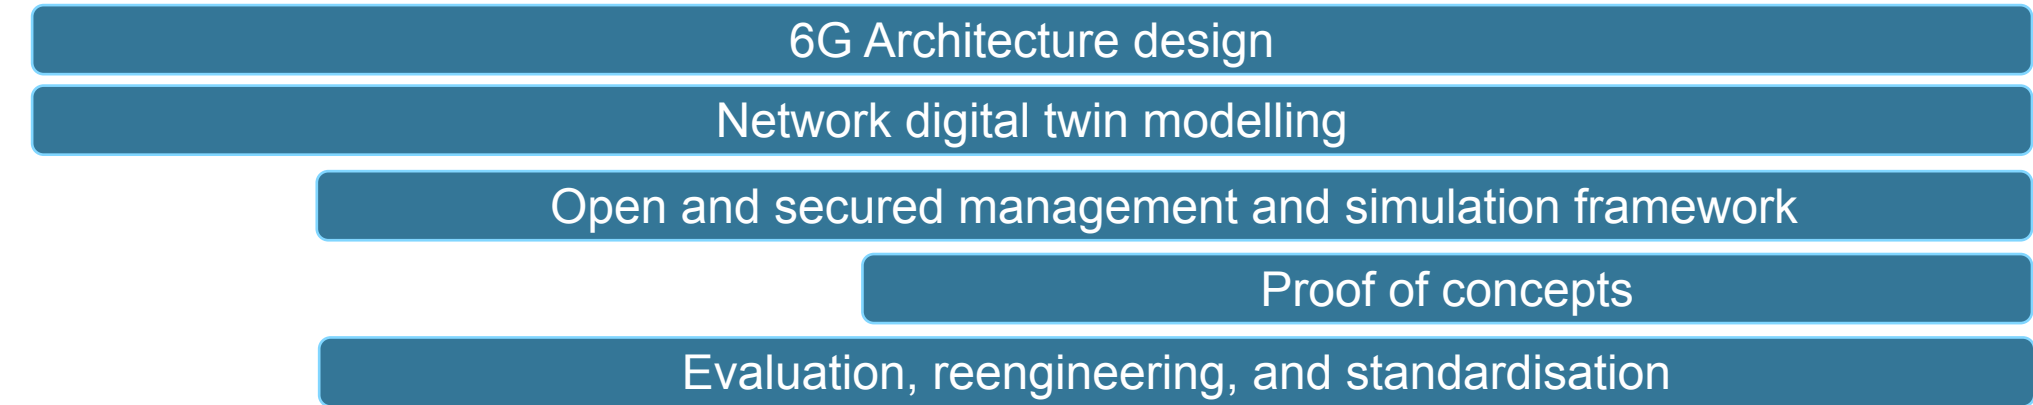 6G Architecture design
Network digital twin modelling
Open and secured management and simulation framework
Proof of concepts
Evaluation, reengineering, and standardisation